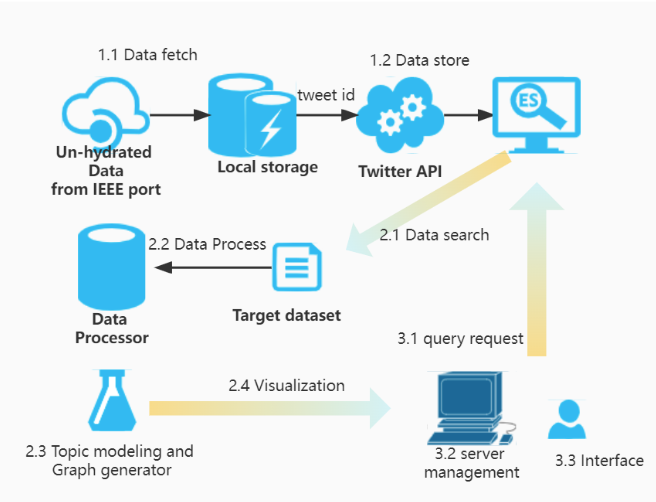 1.1 Data fetch
1.2 Data store
tweet id
ES
Un-hydrated
Data
from IEEE port
Local storage
Twitter API
2.1 Data search
2.2 Data Process
Data
Processor
Target dataset
3.1 query request
2.4 Visualization
2.3 Topic modeling and
Graph generator
3.2 server
management
3.3 Interface